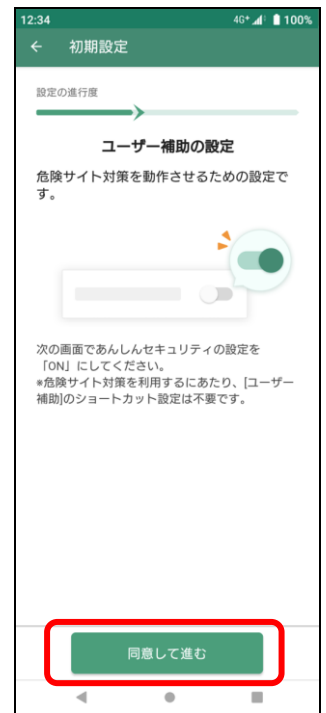 12:34 4G+ 100%
初期設定
設定の進行度
ユーザー補助の設定
危険サイト対策を動作させるための設定で
す。
次の画面であんしんセキュリティの設定を
「ON」にしてください。
※危険サイト対策を利用するにあたり、[ユーザー
補助]のショートカット設定は不要です。
同意して進む